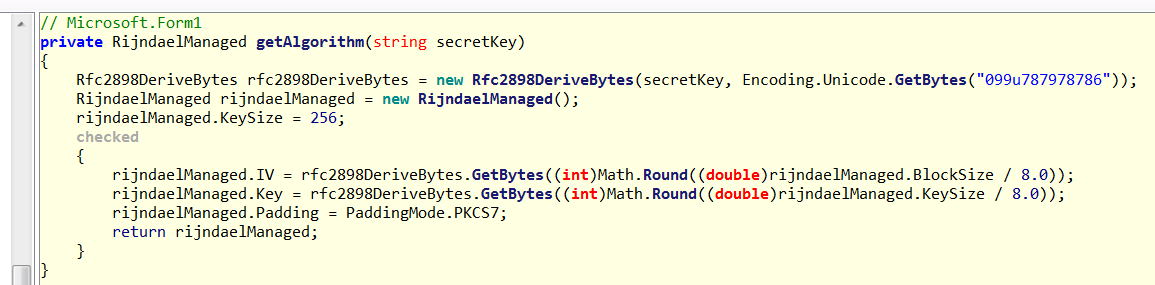 // Microsoft.Form1
private RijndaelManaged getAlgorithm(string secretKey)
{
    Rfc2898DeriveBytes rfc2898DeriveBytes = new Rfc2898DeriveBytes(secretKey, Encoding.Unicode.GetBytes("099u787978786"));
    RijndaelManaged rijndaelManaged = new RijndaelManaged();
    rijndaelManaged.KeySize = 256;
    checked
    {
        rijndaelManaged.IV = rfc2898DeriveBytes.GetBytes((int)Math.Round((double)rijndaelManaged.BlockSize / 8.0));
        rijndaelManaged.Key = rfc2898DeriveBytes.GetBytes((int)Math.Round((double)rijndaelManaged.KeySize / 8.0));
        rijndaelManaged.Padding = PaddingMode.PKCS7;
        return rijndaelManaged;
    }
}